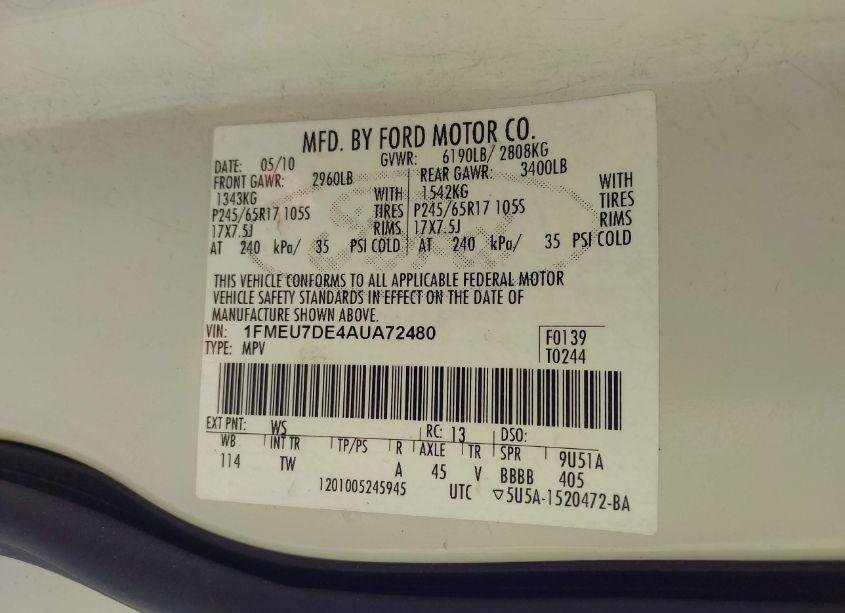 MFD. BY FORD MOTOR CO.
DATE: 05/10 GVWR: 6190LB/ 2808KG
FRONT GAWR: 2960LB REAR GAWR: 3400LB
1343KG WITH 1542KG WITH
P245/65R17 105S TIRES P245/65R17 105S TIRES
17X7.5J RIMS 17X7.5J RIMS
AT 240 kPa/ 35 PSI COLD AT 240 kPa/ 35 PSI COLD
THIS VEHICLE CONFORMS TO ALL APPLICABLE FEDERAL MOTOR
VEHICLE SAFETY STANDARDS IN EFFECT ON THE DATE OF
MANUFACTURE SHOWN ABOVE.
VIN: 1FMEU7DE4AUA72480 F0139
TYPE: MPV T0244
EXT PNT: WS RC: 13 DSO:
WB INT TR TP/PS R AXLE TR SPR 9U51A
114 TW A 45 V BBBB 405
1201005245945 UTC ▽5U5A-1520472-BA